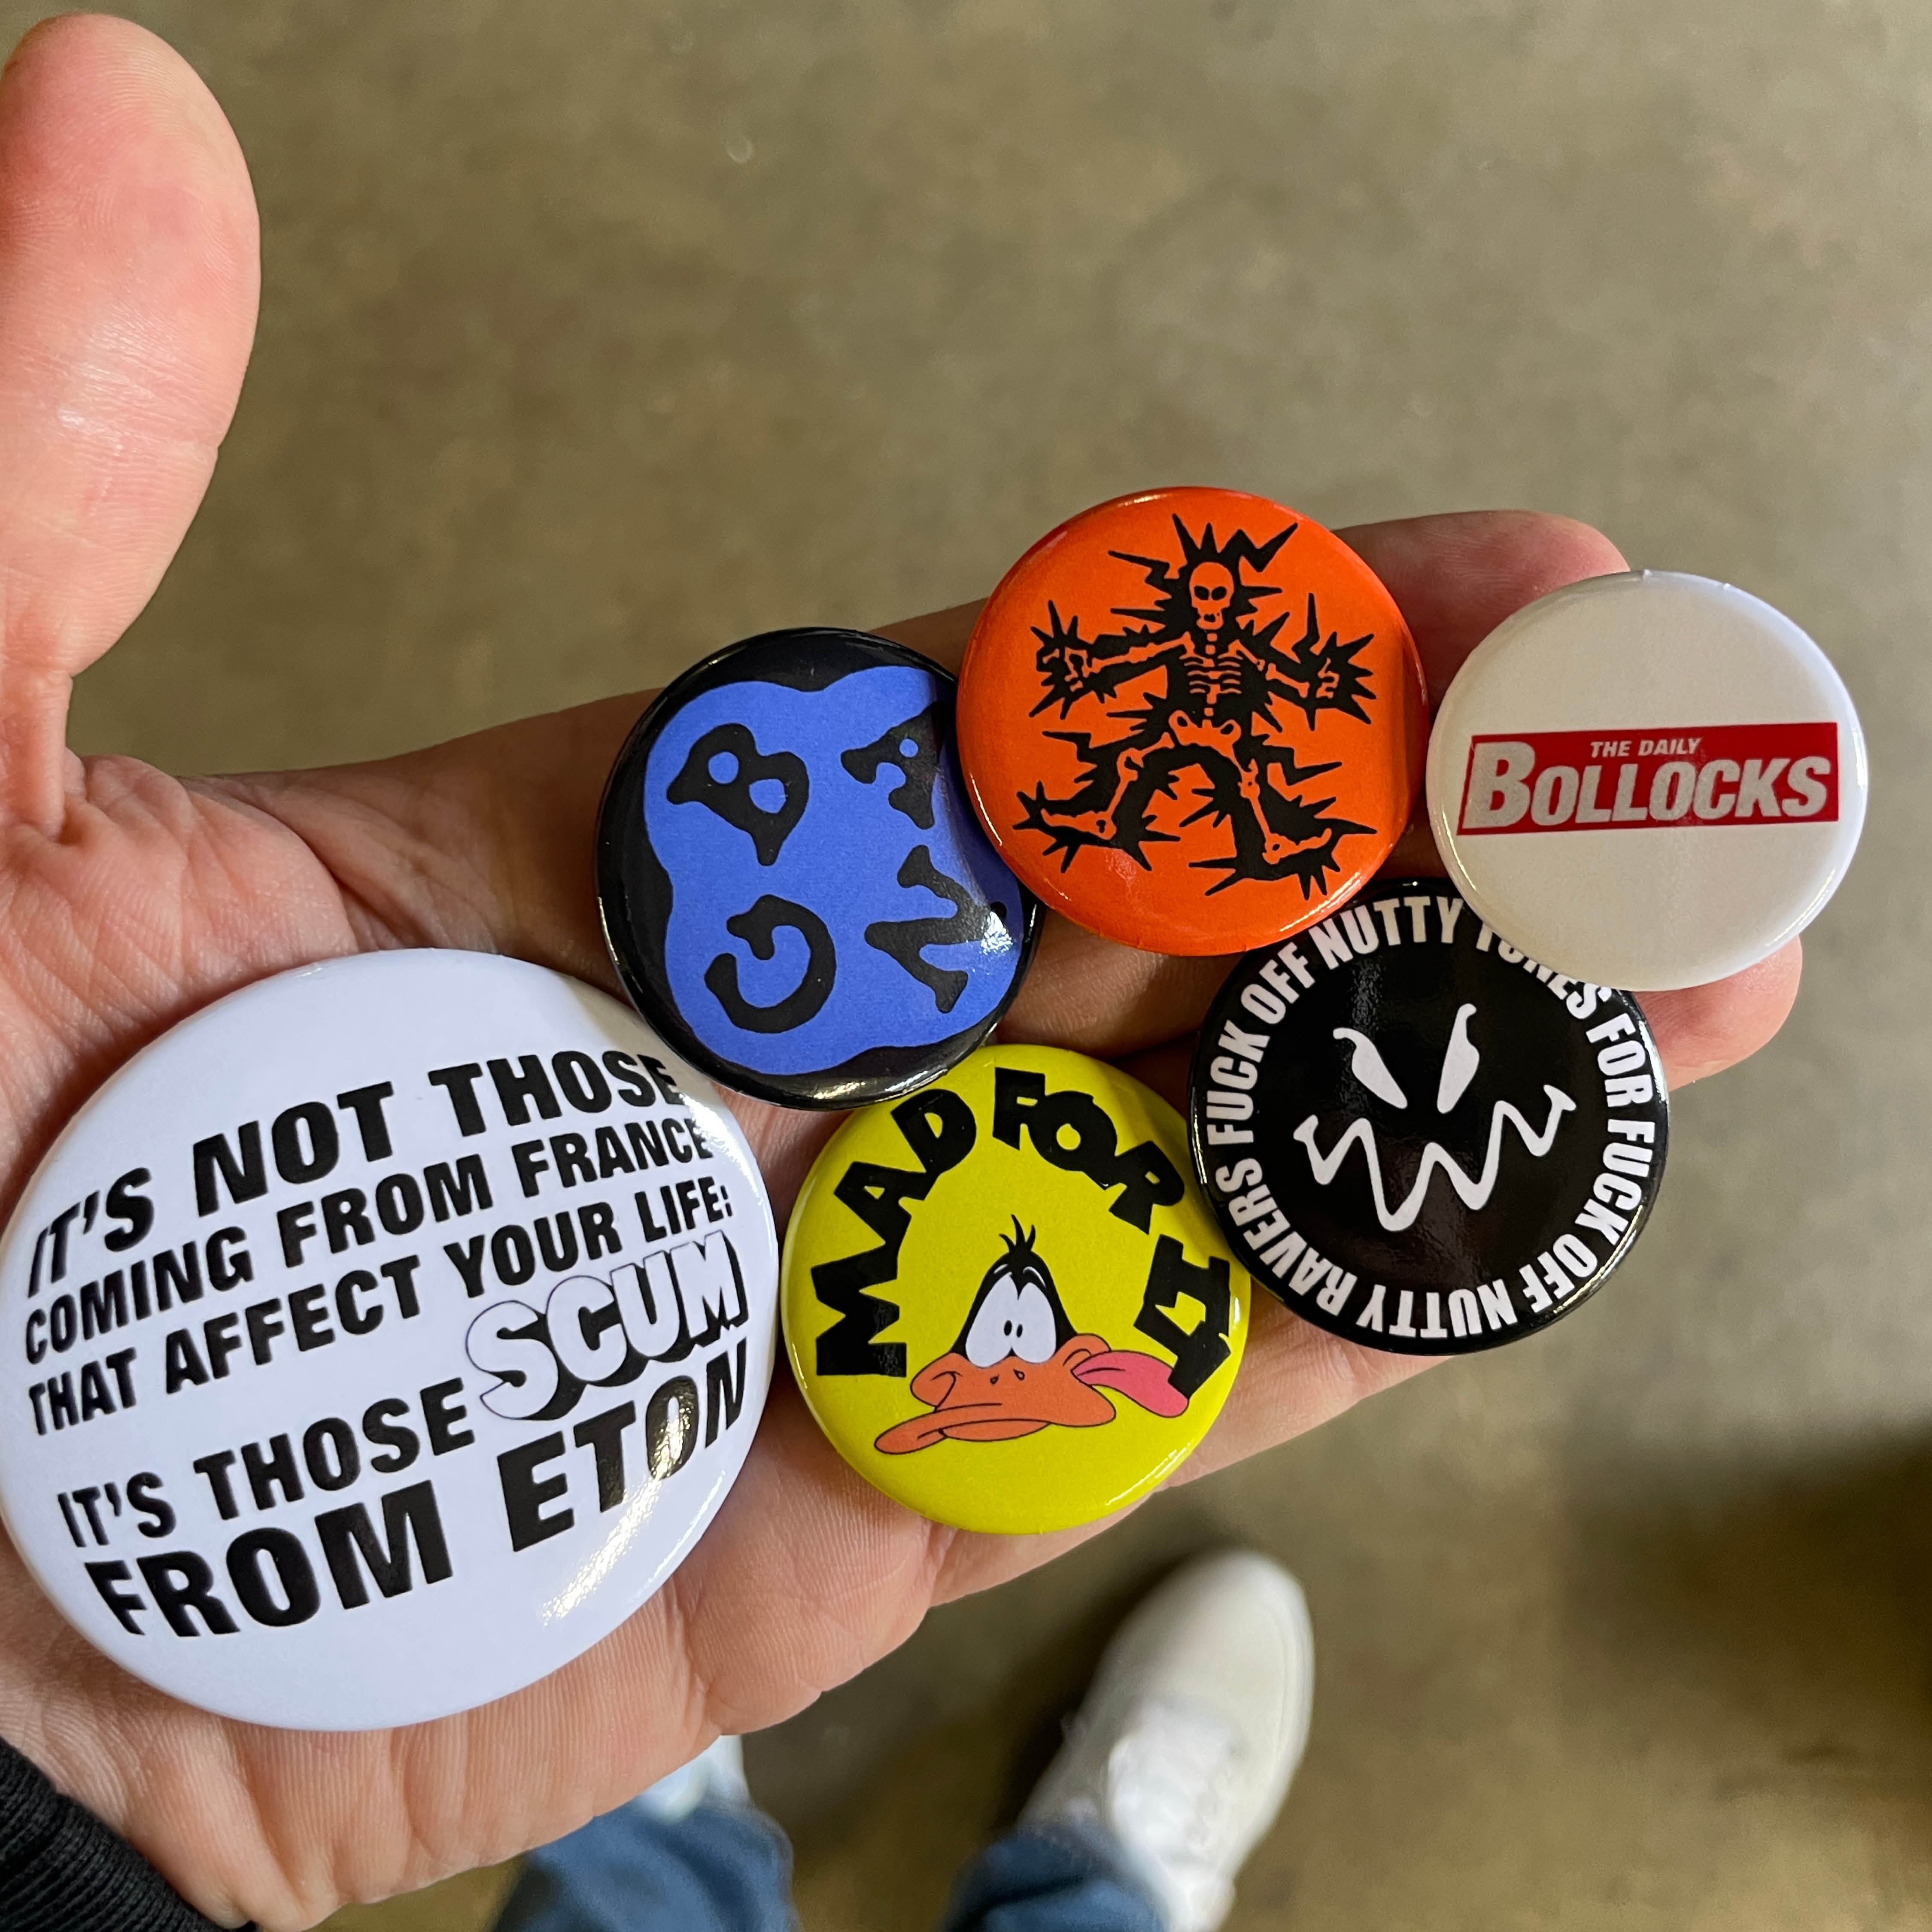 THE DAILY
BOLLOCKS
FUCK OFF NUTTY TUNES FOR FUCK OFF NUTTY RAVERS
MAD FOR IT
IT'S NOT THOSE
COMING FROM FRANCE
THAT AFFECT YOUR LIFE:
IT'S THOSE SCUM
FROM ETON